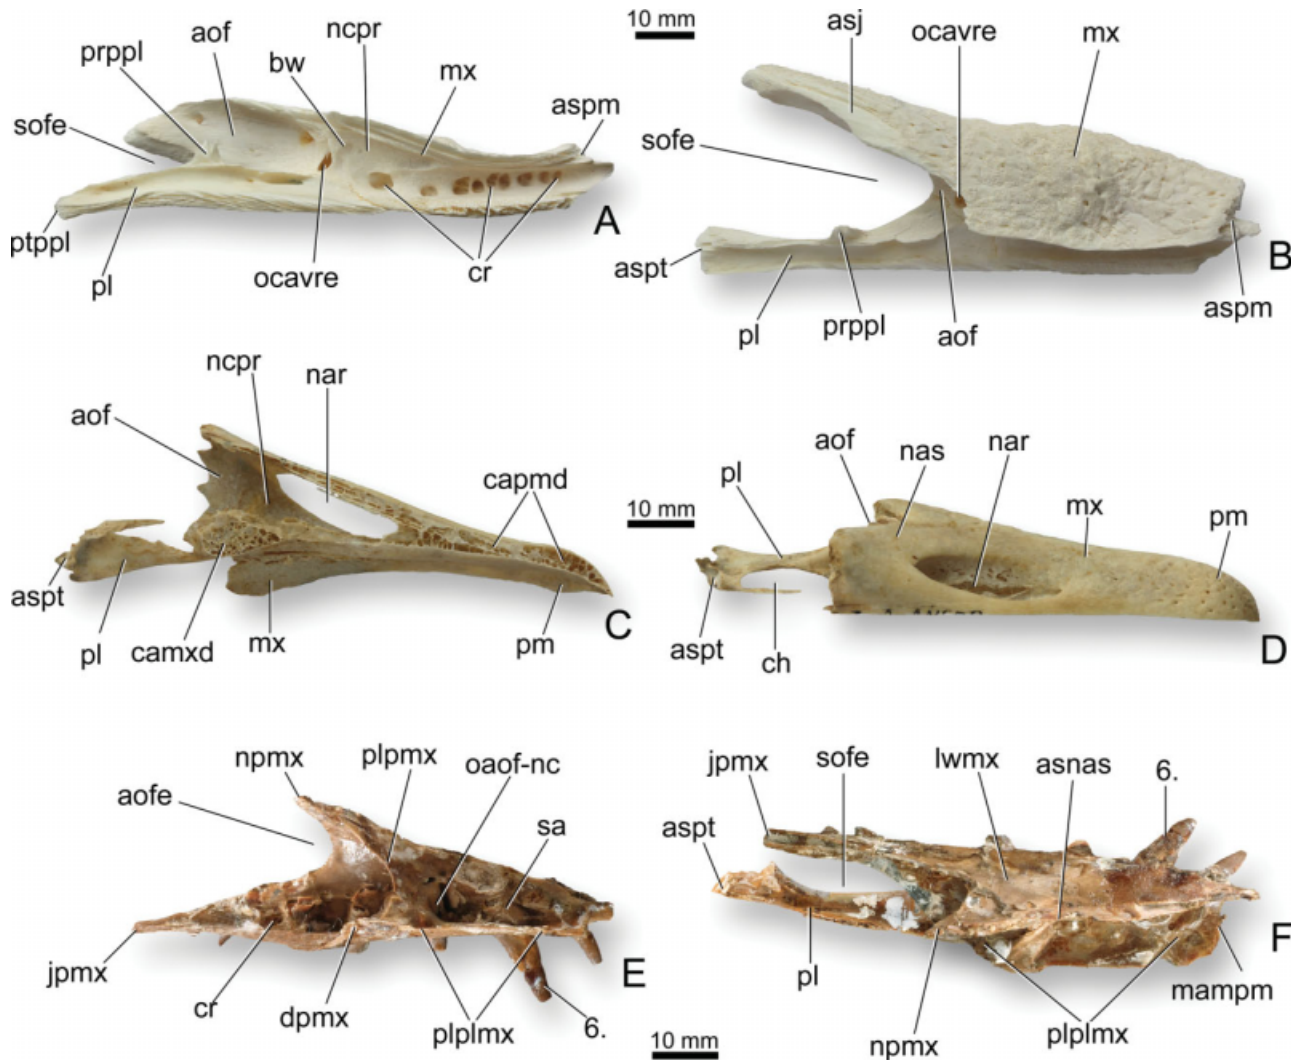 10 mm
ncpr
aof
prppl
bw
mx
aspm
sofe
ptppl
pl
ocavre
cr
A
asj
ocavre
mx
sofe
aspt
pl
prppl
aof
aspm
B
ncpr
nar
aof
capmd
aspt
pl
camxd
mx
pm
C
10 mm
aof
nas
nar
pl
mx
pm
aspt
ch
D
npmx
plpmx
oaof-nc
aofe
sa
jpmx
cr
dpmx
plplmx
6.
E
10 mm
jpmx
sofe
lwmx
asnas
6.
aspt
pl
npmx
plplmx
mampm
F